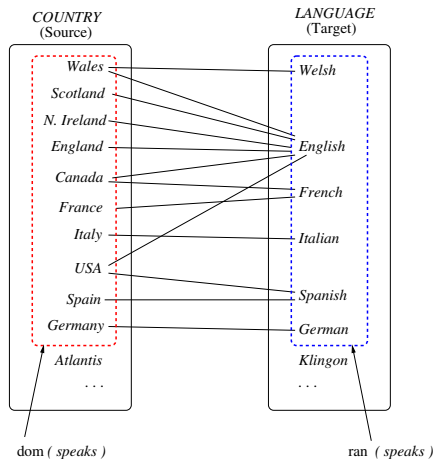 COUNTRY
(Source)
Wales
Scotland
N. Ireland
England
Canada
France
Italy
USA
Spain
Germany
Atlantis
. . .
dom ( speaks )
LANGUAGE
(Target)
Welsh
English
French
Italian
Spanish
German
Klingon
. . .
ran ( speaks )